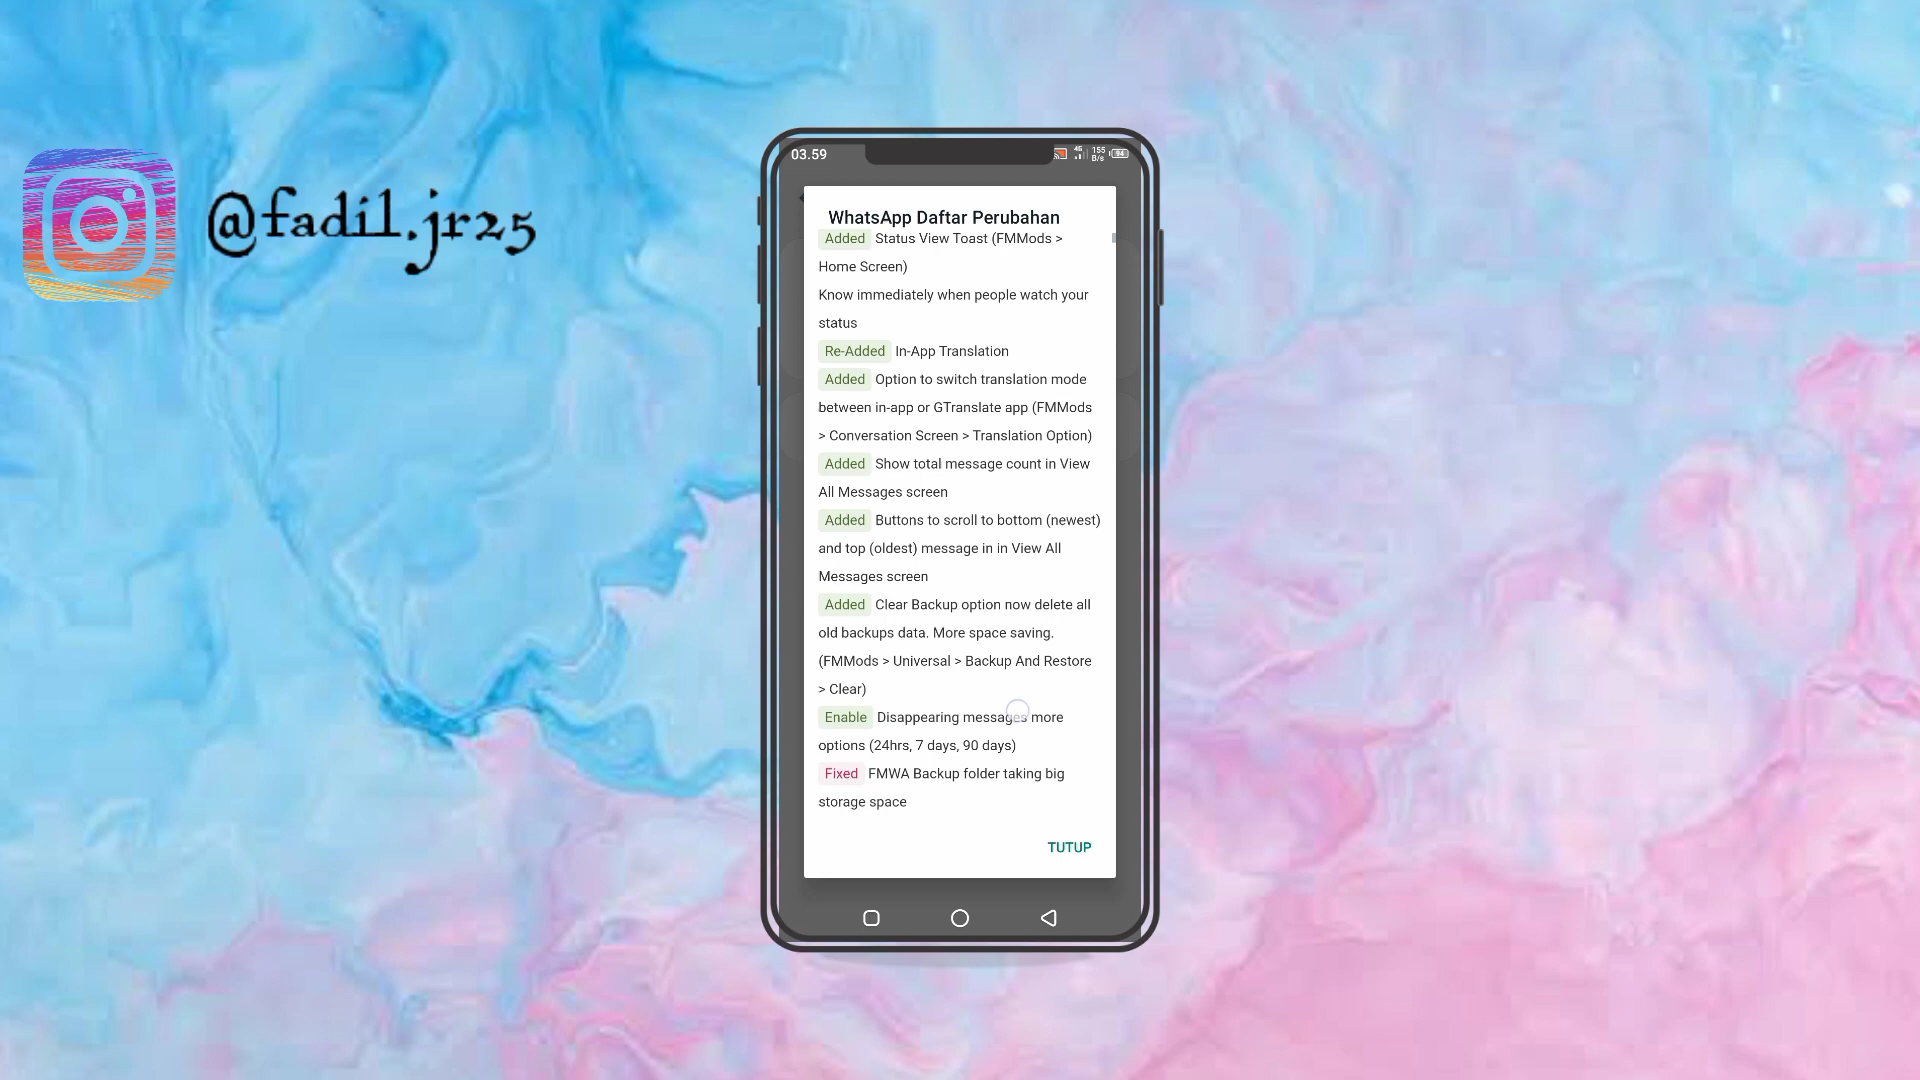 @fadil.jr25
03.59
4G
155
B/s
94
WhatsApp Daftar Perubahan
Added Status View Toast (FMMods >
Home Screen)
Know immediately when people watch your
status
Re-Added In-App Translation
Added Option to switch translation mode
between in-app or GTranslate app (FMMods
> Conversation Screen > Translation Option)
Added Show total message count in View
All Messages screen
Added Buttons to scroll to bottom (newest)
and top (oldest) message in in View All
Messages screen
Added Clear Backup option now delete all
old backups data. More space saving.
(FMMods > Universal > Backup And Restore
> Clear)
Enable Disappearing messages more
options (24hrs, 7 days, 90 days)
Fixed FMWA Backup folder taking big
storage space
TUTUP